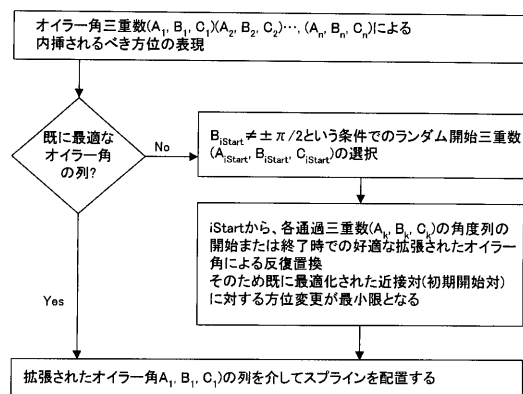 オイラー角三重数(A1, B1, C1)(A2, B2, C2)…, (An, Bn, Cn)による
内挿されるべき方位の表現
既に最適な
オイラー角
の列?
No
BiStart≠±π/2という条件でのランダム開始三重数
(AiStart, BiStart, CiStart)の選択
iStartから、各通過三重数(Ak, Bk, Ck)の角度列の
開始または終了時での好適な拡張されたオイラー
角による反復置換
そのため既に最適化された近接対(初期開始対)
に対する方位変更が最小限となる
Yes
拡張されたオイラー角A1, B1, C1)の列を介してスプラインを配置する